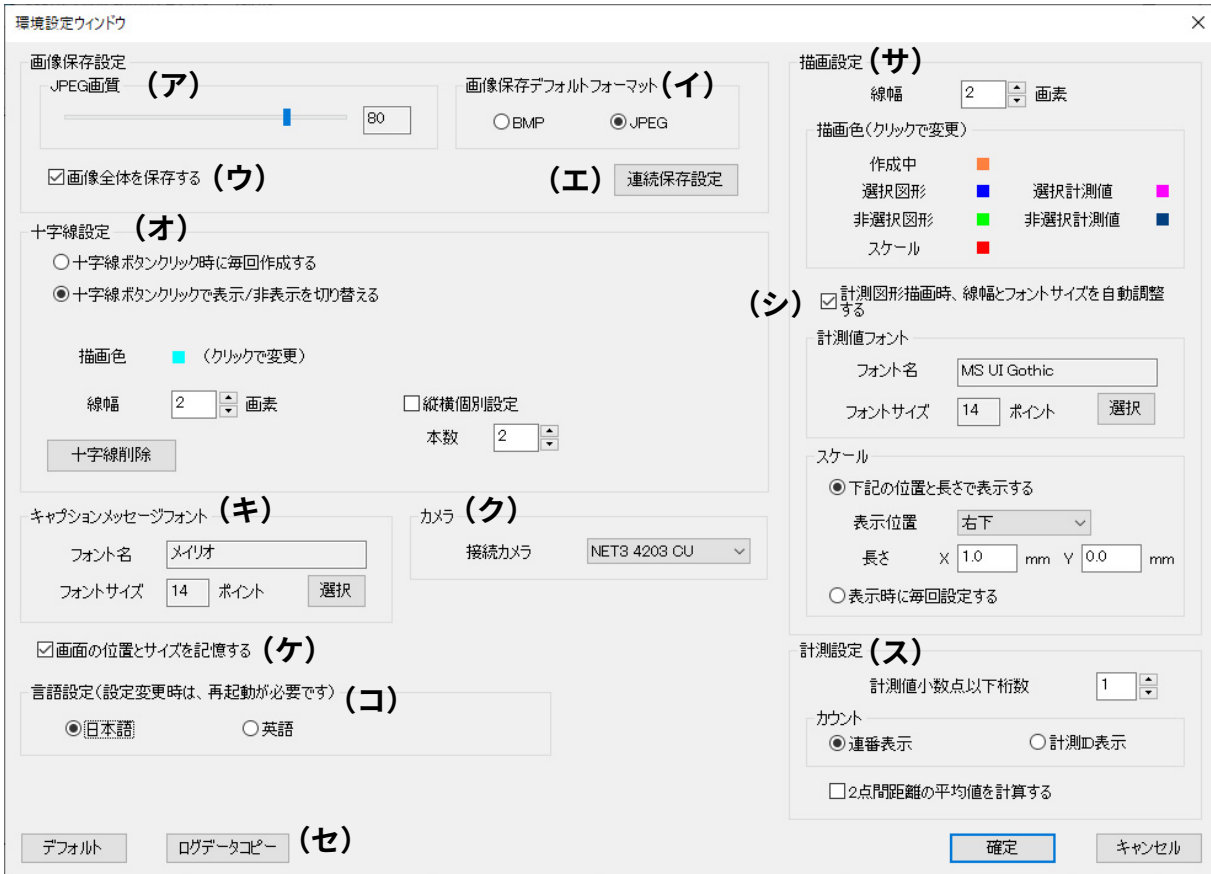 環境設定ウィンドウ
画像保存設定
JPEG画質 (ア)
80
画像保存デフォルトフォーマット (イ)
BMP JPEG
画像全体を保存する (ウ)
(エ) 連続保存設定
十字線設定 (オ)
十字線ボタンクリック時に毎回作成する
十字線ボタンクリックで表示/非表示を切り替える
描画色 (クリックで変更)
線幅 2 画素 縦横個別設定
本数 2
十字線削除
キャプションメッセージフォント (キ)
フォント名 メイリオ
フォントサイズ 14 ポイント 選択
カメラ (ク)
接続カメラ NET3 4203 CU
画面の位置とサイズを記憶する (ケ)
言語設定(設定変更時は、再起動が必要です) (コ)
日本語 英語
デフォルト ログデータコピー (セ)
描画設定 (サ)
線幅 2 画素
描画色(クリックで変更)
作成中
選択図形 選択計測値
非選択図形 非選択計測値
スケール
(シ) 計測図形描画時、線幅とフォントサイズを自動調整
する
計測値フォント
フォント名 MS UI Gothic
フォントサイズ 14 ポイント 選択
スケール
下記の位置と長さで表示する
表示位置 右下
長さ X 1.0 mm Y 0.0 mm
表示時に毎回設定する
計測設定 (ス)
計測値小数点以下桁数 1
カウント
連番表示 計測ID表示
2点間距離の平均値を計算する
確定 キャンセル